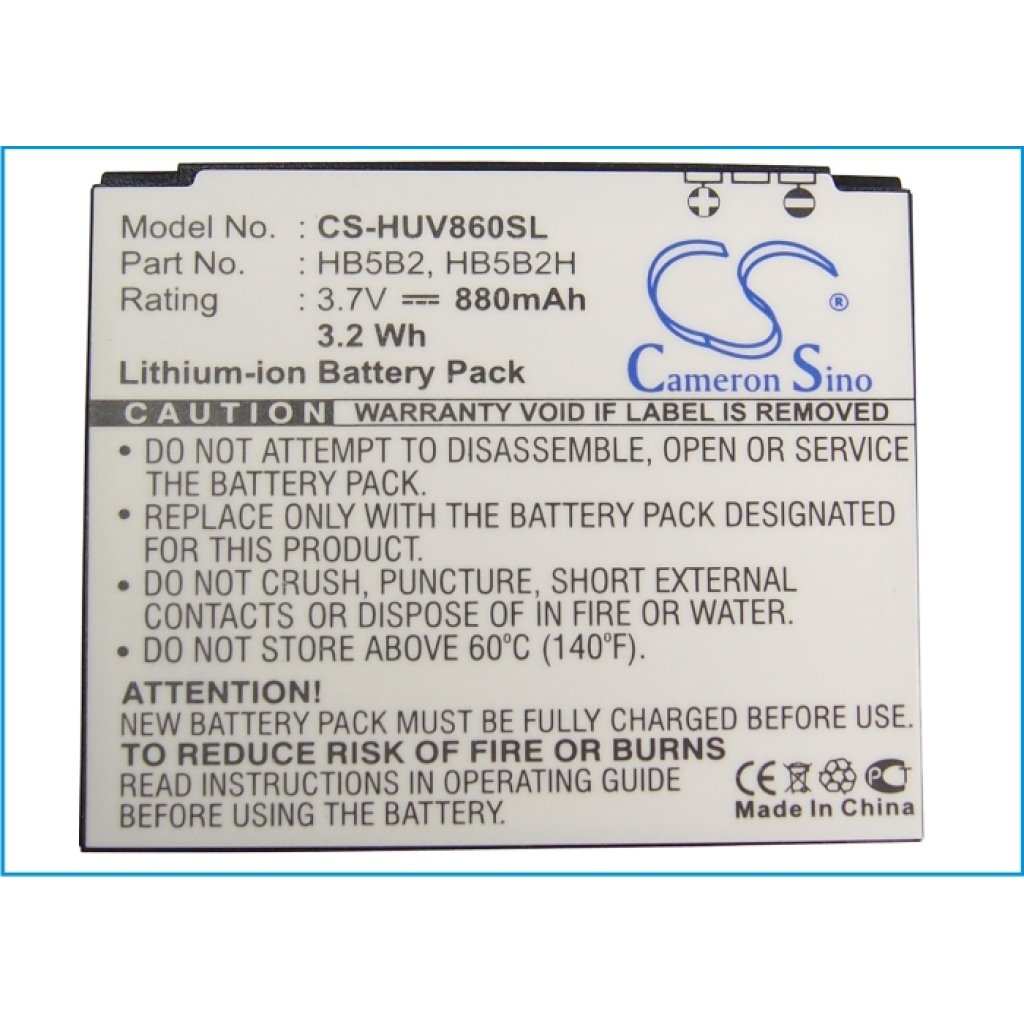 Model No. : CS-HUV860SL
Part No. : HB5B2, HB5B2H
Rating : 3.7V 880mAh
3.2 Wh
Lithium-ion Battery Pack
CS ®
Cameron Sino
CAUTION WARRANTY VOID IF LABEL IS REMOVED
• DO NOT ATTEMPT TO DISASSEMBLE, OPEN OR SERVICE
THE BATTERY PACK.
• REPLACE ONLY WITH THE BATTERY PACK DESIGNATED
FOR THIS PRODUCT.
• DO NOT CRUSH, PUNCTURE, SHORT EXTERNAL
CONTACTS OR DISPOSE OF IN FIRE OR WATER.
• DO NOT STORE ABOVE 60°C (140°F).
ATTENTION!
NEW BATTERY PACK MUST BE FULLY CHARGED BEFORE USE.
TO REDUCE RISK OF FIRE OR BURNS
READ INSTRUCTIONS IN OPERATING GUIDE
BEFORE USING THE BATTERY.
CE PCT
Made In China